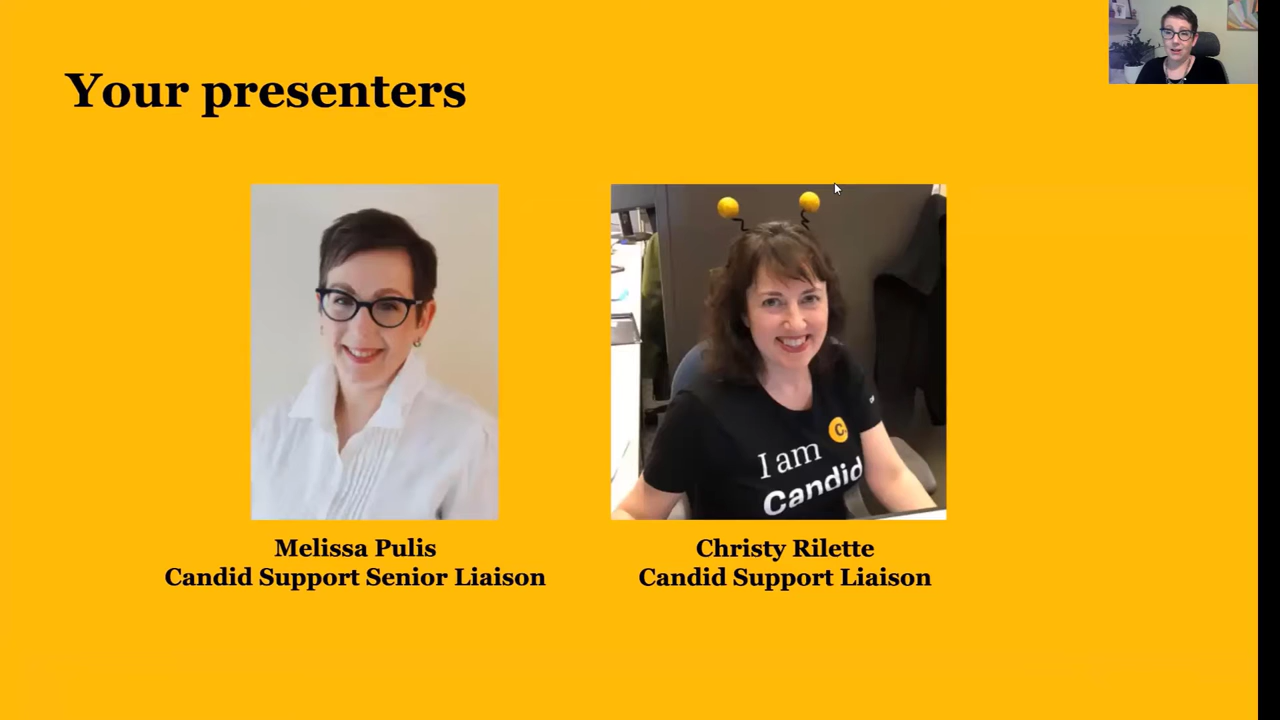 Your presenters
C.
I am
Candid
Melissa Pulis
Candid Support Senior Liaison
Christy Rilette
Candid Support Liaison